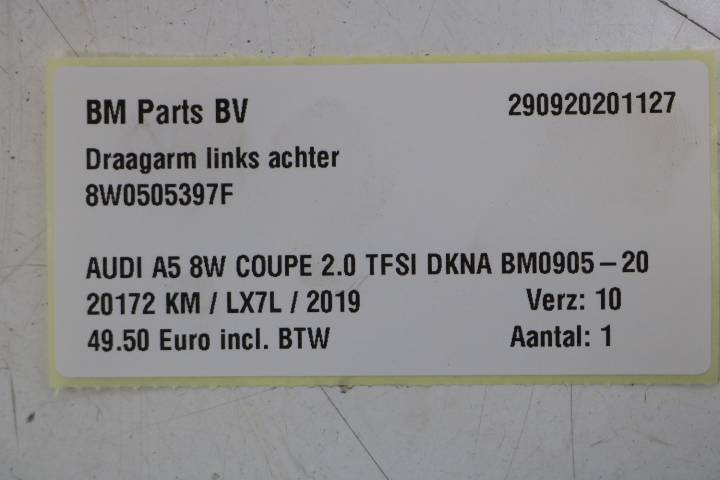 BM Parts BV 290920201127
Draagarm links achter
8W0505397F
AUDI A5 8W COUPE 2.0 TFSI DKNA BM0905-20
20172 KM / LX7L / 2019 Verz: 10
49.50 Euro incl. BTW Aantal: 1